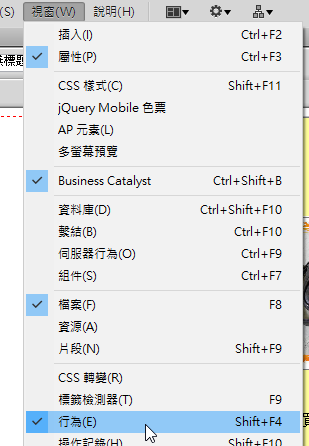 (S) 視窗(W) 說明(H)
插入(I) Ctrl+F2
屬性(P) Ctrl+F3
CSS 樣式(C) Shift+F11
jQuery Mobile 色票
AP 元素(L)
多螢幕預覽
Business Catalyst Ctrl+Shift+B
資料庫(D) Ctrl+Shift+F10
繫結(B) Ctrl+F10
伺服器行為(O) Ctrl+F9
組件(S) Ctrl+F7
檔案(F) F8
資源(A)
片段(N) Shift+F9
CSS 轉變(R)
標籤檢測器(T) F9
行為(E) Shift+F4
操作記錄(H) Shift+F10